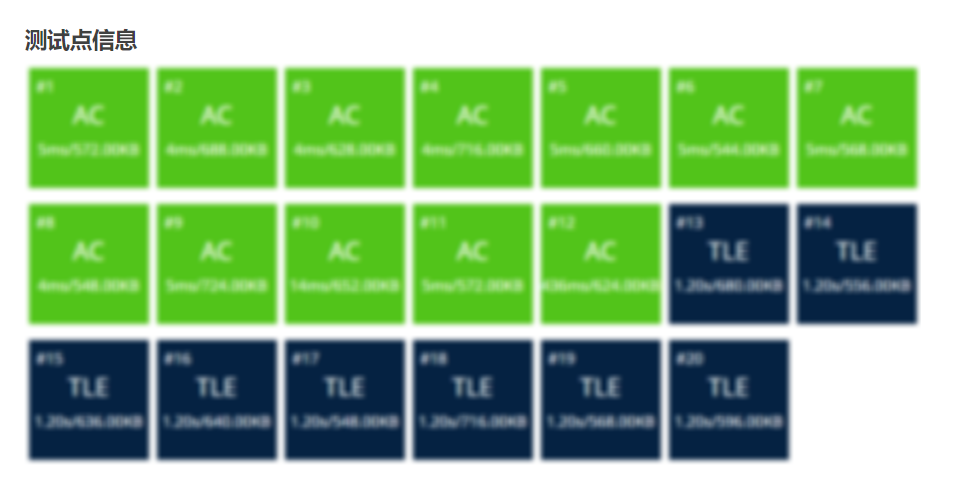 测试点信息
#1 #2 #3 #4 #5 #6 #7
AC AC AC AC AC AC AC
5ms/572.00KB 4ms/688.00KB 4ms/628.00KB 4ms/716.00KB 5ms/660.00KB 5ms/544.00KB 5ms/568.00KB
#8 #9 #10 #11 #12 #13 #14
AC AC AC AC AC TLE TLE
4ms/548.00KB 5ms/724.00KB 14ms/652.00KB 5ms/572.00KB 436ms/624.00KB 1.20s/680.00KB 1.20s/556.00KB
#15 #16 #17 #18 #19 #20
TLE TLE TLE TLE TLE TLE
1.20s/636.00KB 1.20s/640.00KB 1.20s/548.00KB 1.20s/716.00KB 1.20s/568.00KB 1.20s/596.00KB